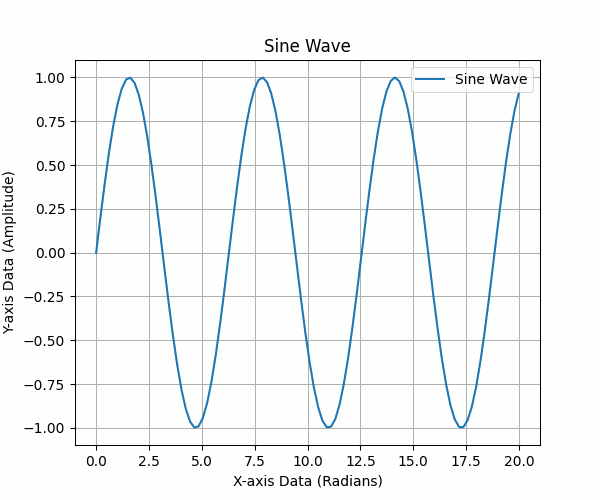 Sine Wave
Sine Wave
1.00
0.75
0.50
0.25
0.00
−0.25
−0.50
−0.75
−1.00
Y-axis Data (Amplitude)
0.0 2.5 5.0 7.5 10.0 12.5 15.0 17.5 20.0
X-axis Data (Radians)